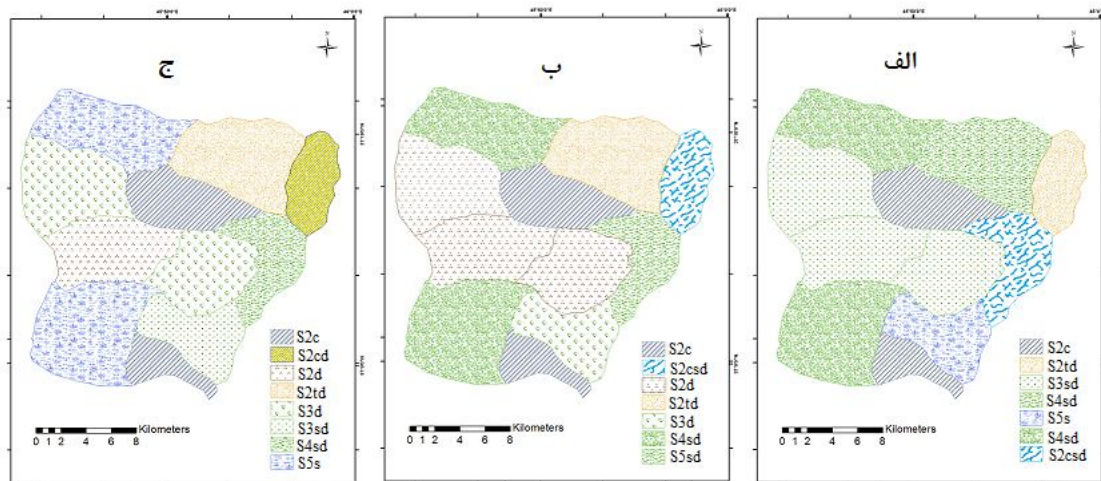 ج
S2c
S2cd
S2d
S2td
S3d
S3sd
S4sd
S5s
Kilometers
0 1 2 4 6 8
ب
S2c
S2csd
S2d
S2td
S3d
S4sd
S5sd
Kilometers
0 1 2 4 6 8
الف
S2c
S2td
S3sd
S4sd
S5s
S4sd
S2csd
Kilometers
0 1 2 4 6 8